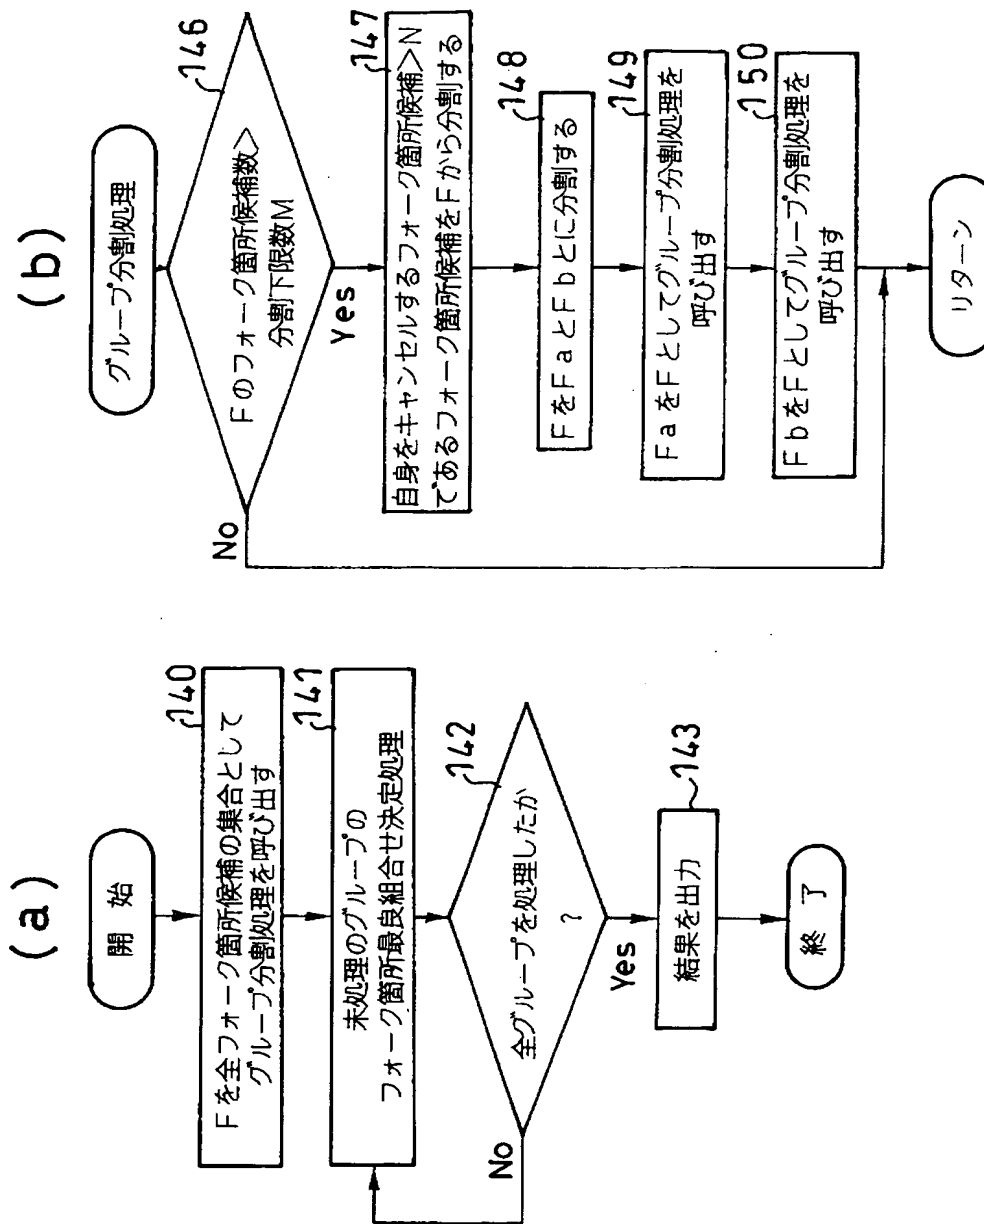 (a)
開始
140
Fを全フォーク箇所候補の集合として
グループ分割処理を呼び出す
141
未処理のグループの
フォーク箇所最良組合せ決定処理
142
全グループを処理したか
?
No
Yes
143
結果を出力
終了
(b)
グループ分割処理
146
Fのフォーク箇所候補数>
分割下限数M
No
Yes
147
自身をキャンセルするフォーク箇所候補>N
であるフォーク箇所候補をFから分割する
148
FをFaとFbとに分割する
149
FaをFとしてグループ分割処理を
呼び出す
150
FbをFとしてグループ分割処理を
呼び出す
リターン